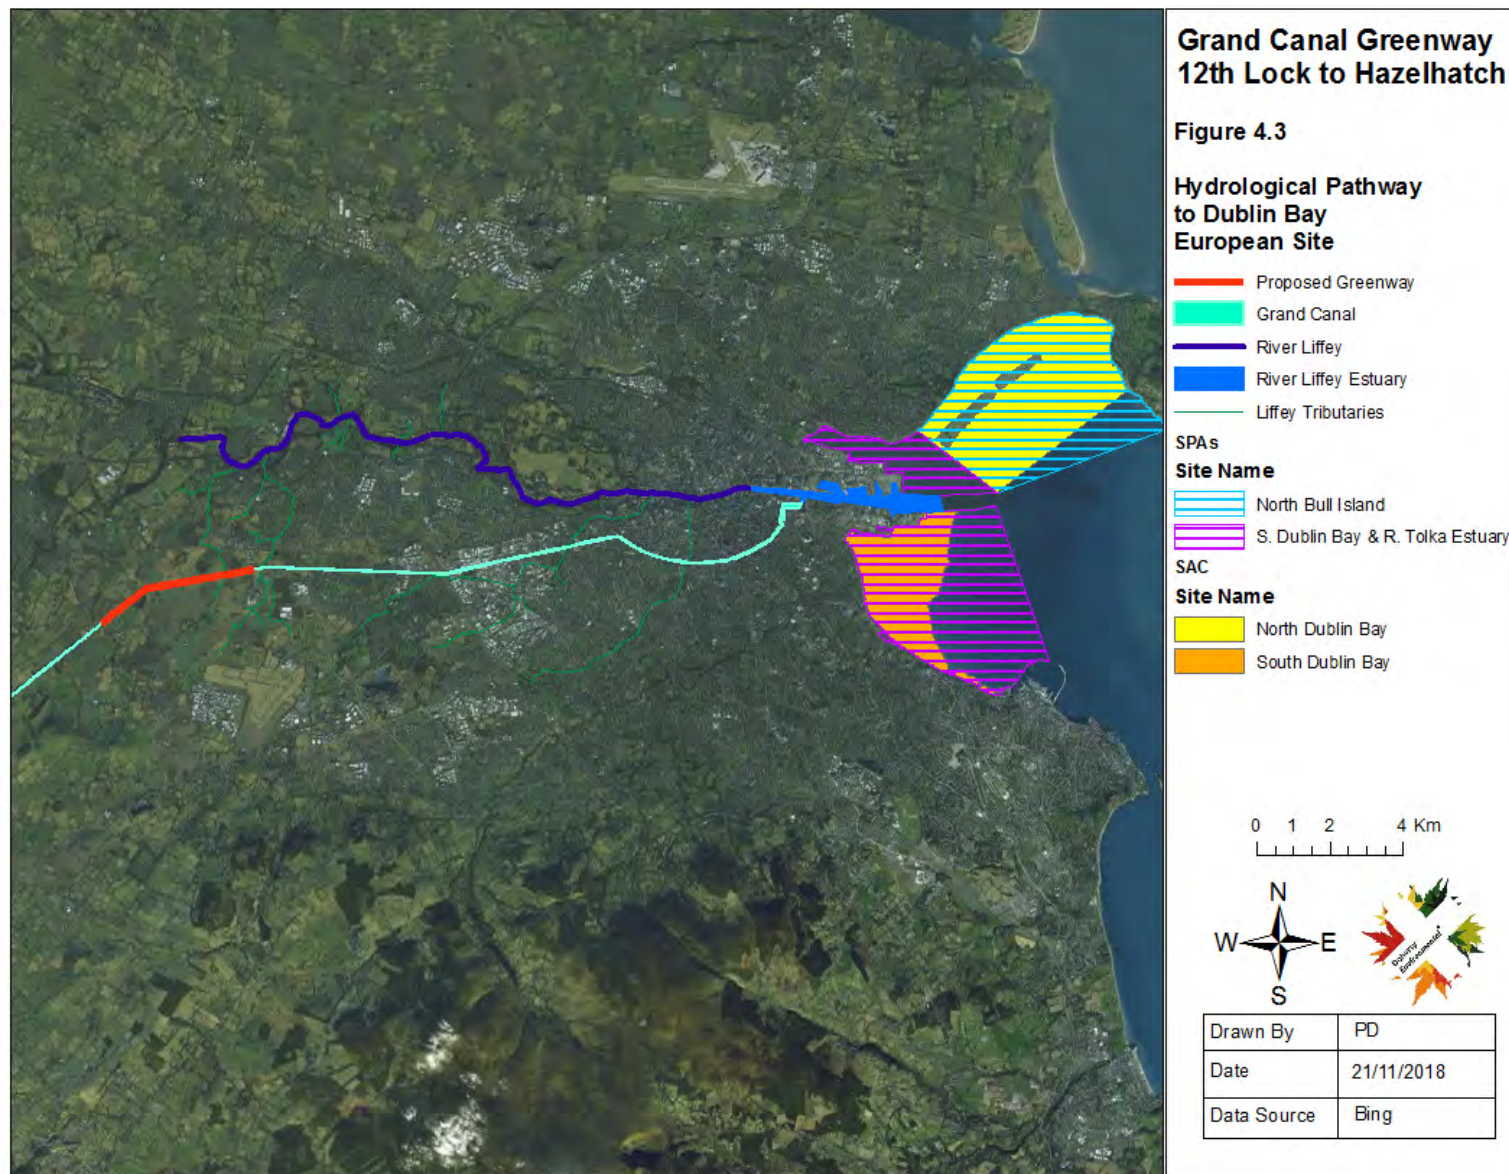 Grand Canal Greenway
12th Lock to Hazelhatch
Figure 4.3
Hydrological Pathway
to Dublin Bay
European Site
Proposed Greenway
Grand Canal
River Liffey
River Liffey Estuary
Liffey Tributaries
SPAs
Site Name
North Bull Island
S. Dublin Bay & R. Tolka Estuary
SAC
Site Name
North Dublin Bay
South Dublin Bay
0 1 2 4 Km
N
W E
S
Doherty
Environmental
Drawn By PD
Date 21/11/2018
Data Source Bing